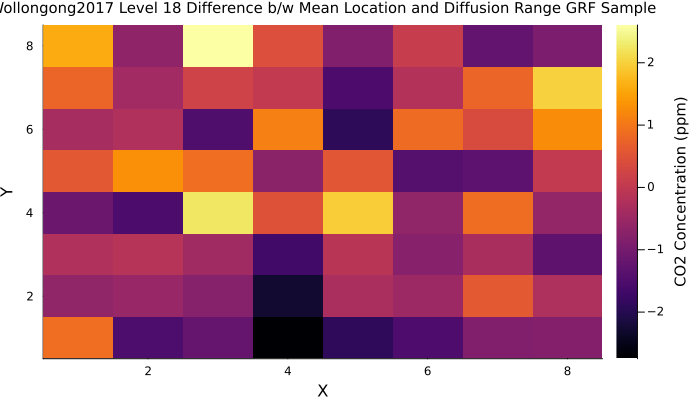 Wollongong2017 Level 18 Difference b/w Mean Location and Diffusion Range GRF Sample
8
6
4
2
Y
2 4 6 8
X
2
1
0
−1
−2
CO2 Concentration (ppm)